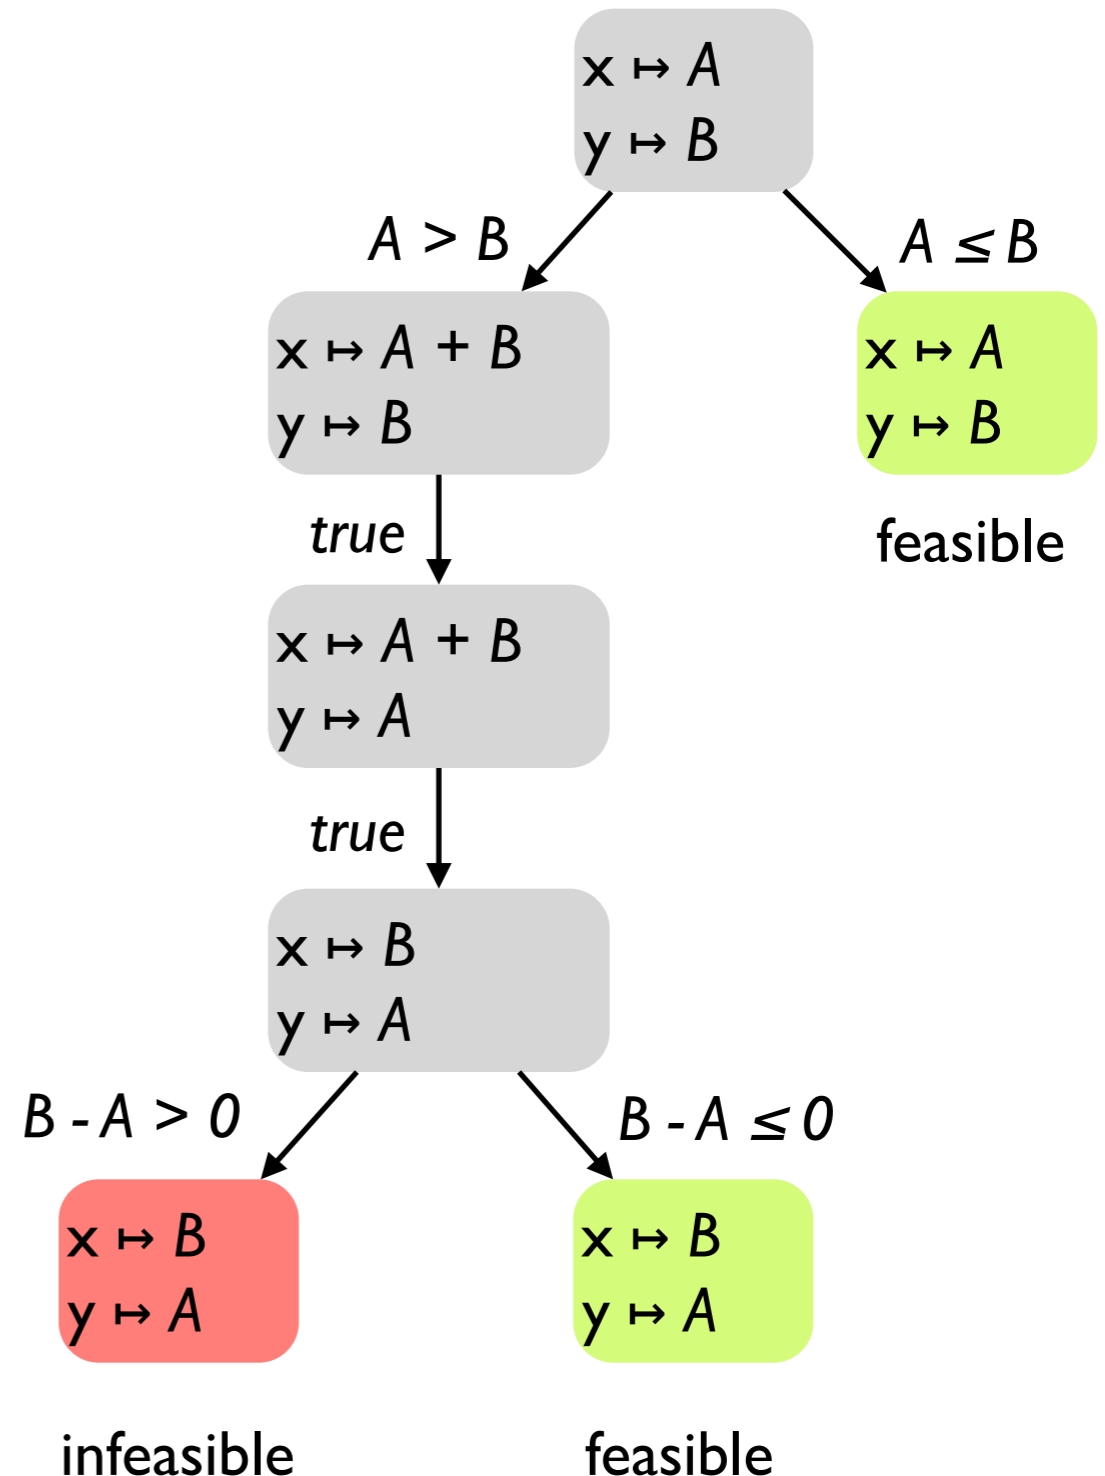 x ↦ A
y ↦ B
A > B
A ≤ B
x ↦ A + B
y ↦ B
x ↦ A
y ↦ B
true
feasible
x ↦ A + B
y ↦ A
true
x ↦ B
y ↦ A
B - A > 0
B - A ≤ 0
x ↦ B
y ↦ A
x ↦ B
y ↦ A
infeasible
feasible